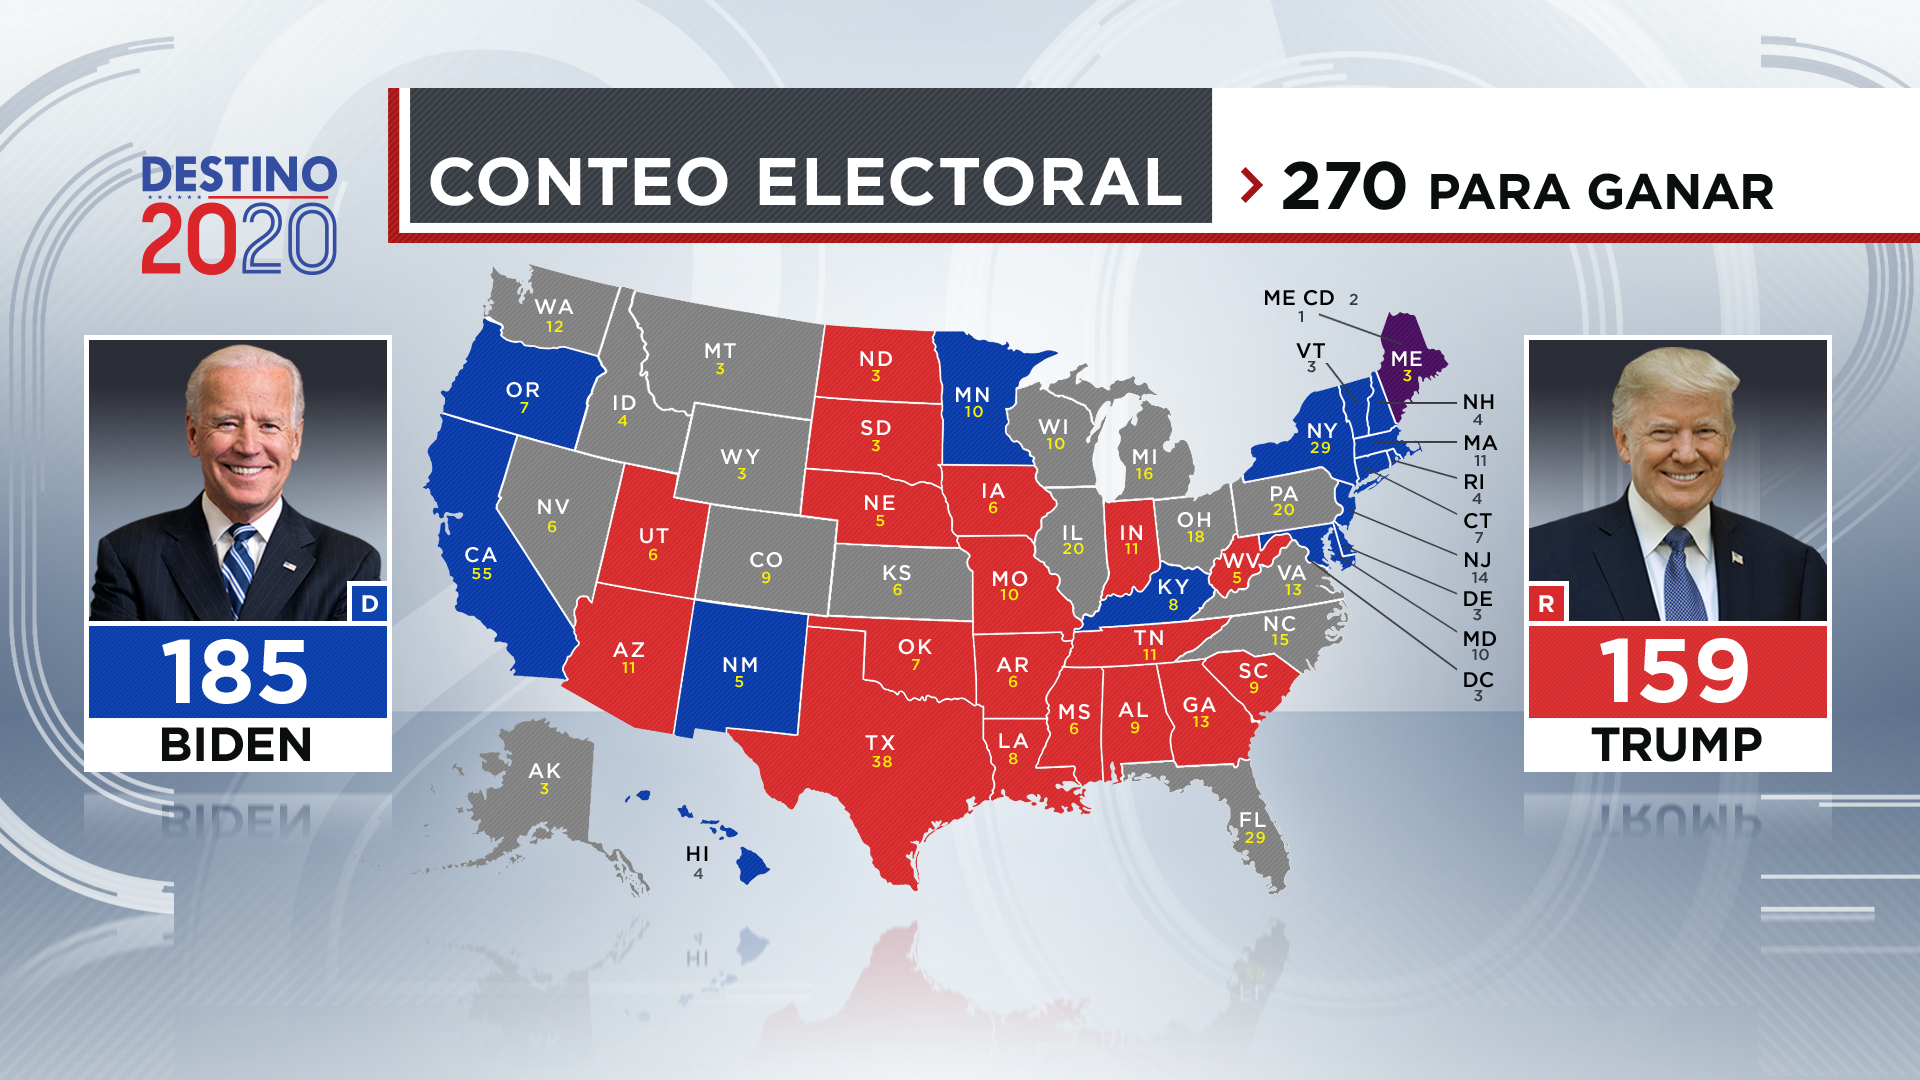 DESTINO
2020
CONTEO ELECTORAL
> 270 PARA GANAR
D
185
BIDEN
R
159
TRUMP
WA
12
OR
7
CA
55
ID
4
NV
6
MT
3
WY
3
UT
6
CO
9
AZ
11
NM
5
ND
3
SD
3
NE
5
KS
6
OK
7
TX
38
MN
10
IA
6
MO
10
AR
6
LA
8
WI
10
IL
20
MI
16
IN
11
OH
18
KY
8
TN
11
MS
6
AL
9
GA
13
FL
29
SC
9
NC
15
VA
13
WV
5
PA
20
NY
29
ME
3
ME CD 2
1
VT
3
NH
4
MA
11
RI
4
CT
7
NJ
14
DE
3
MD
10
DC
3
AK
3
HI
4